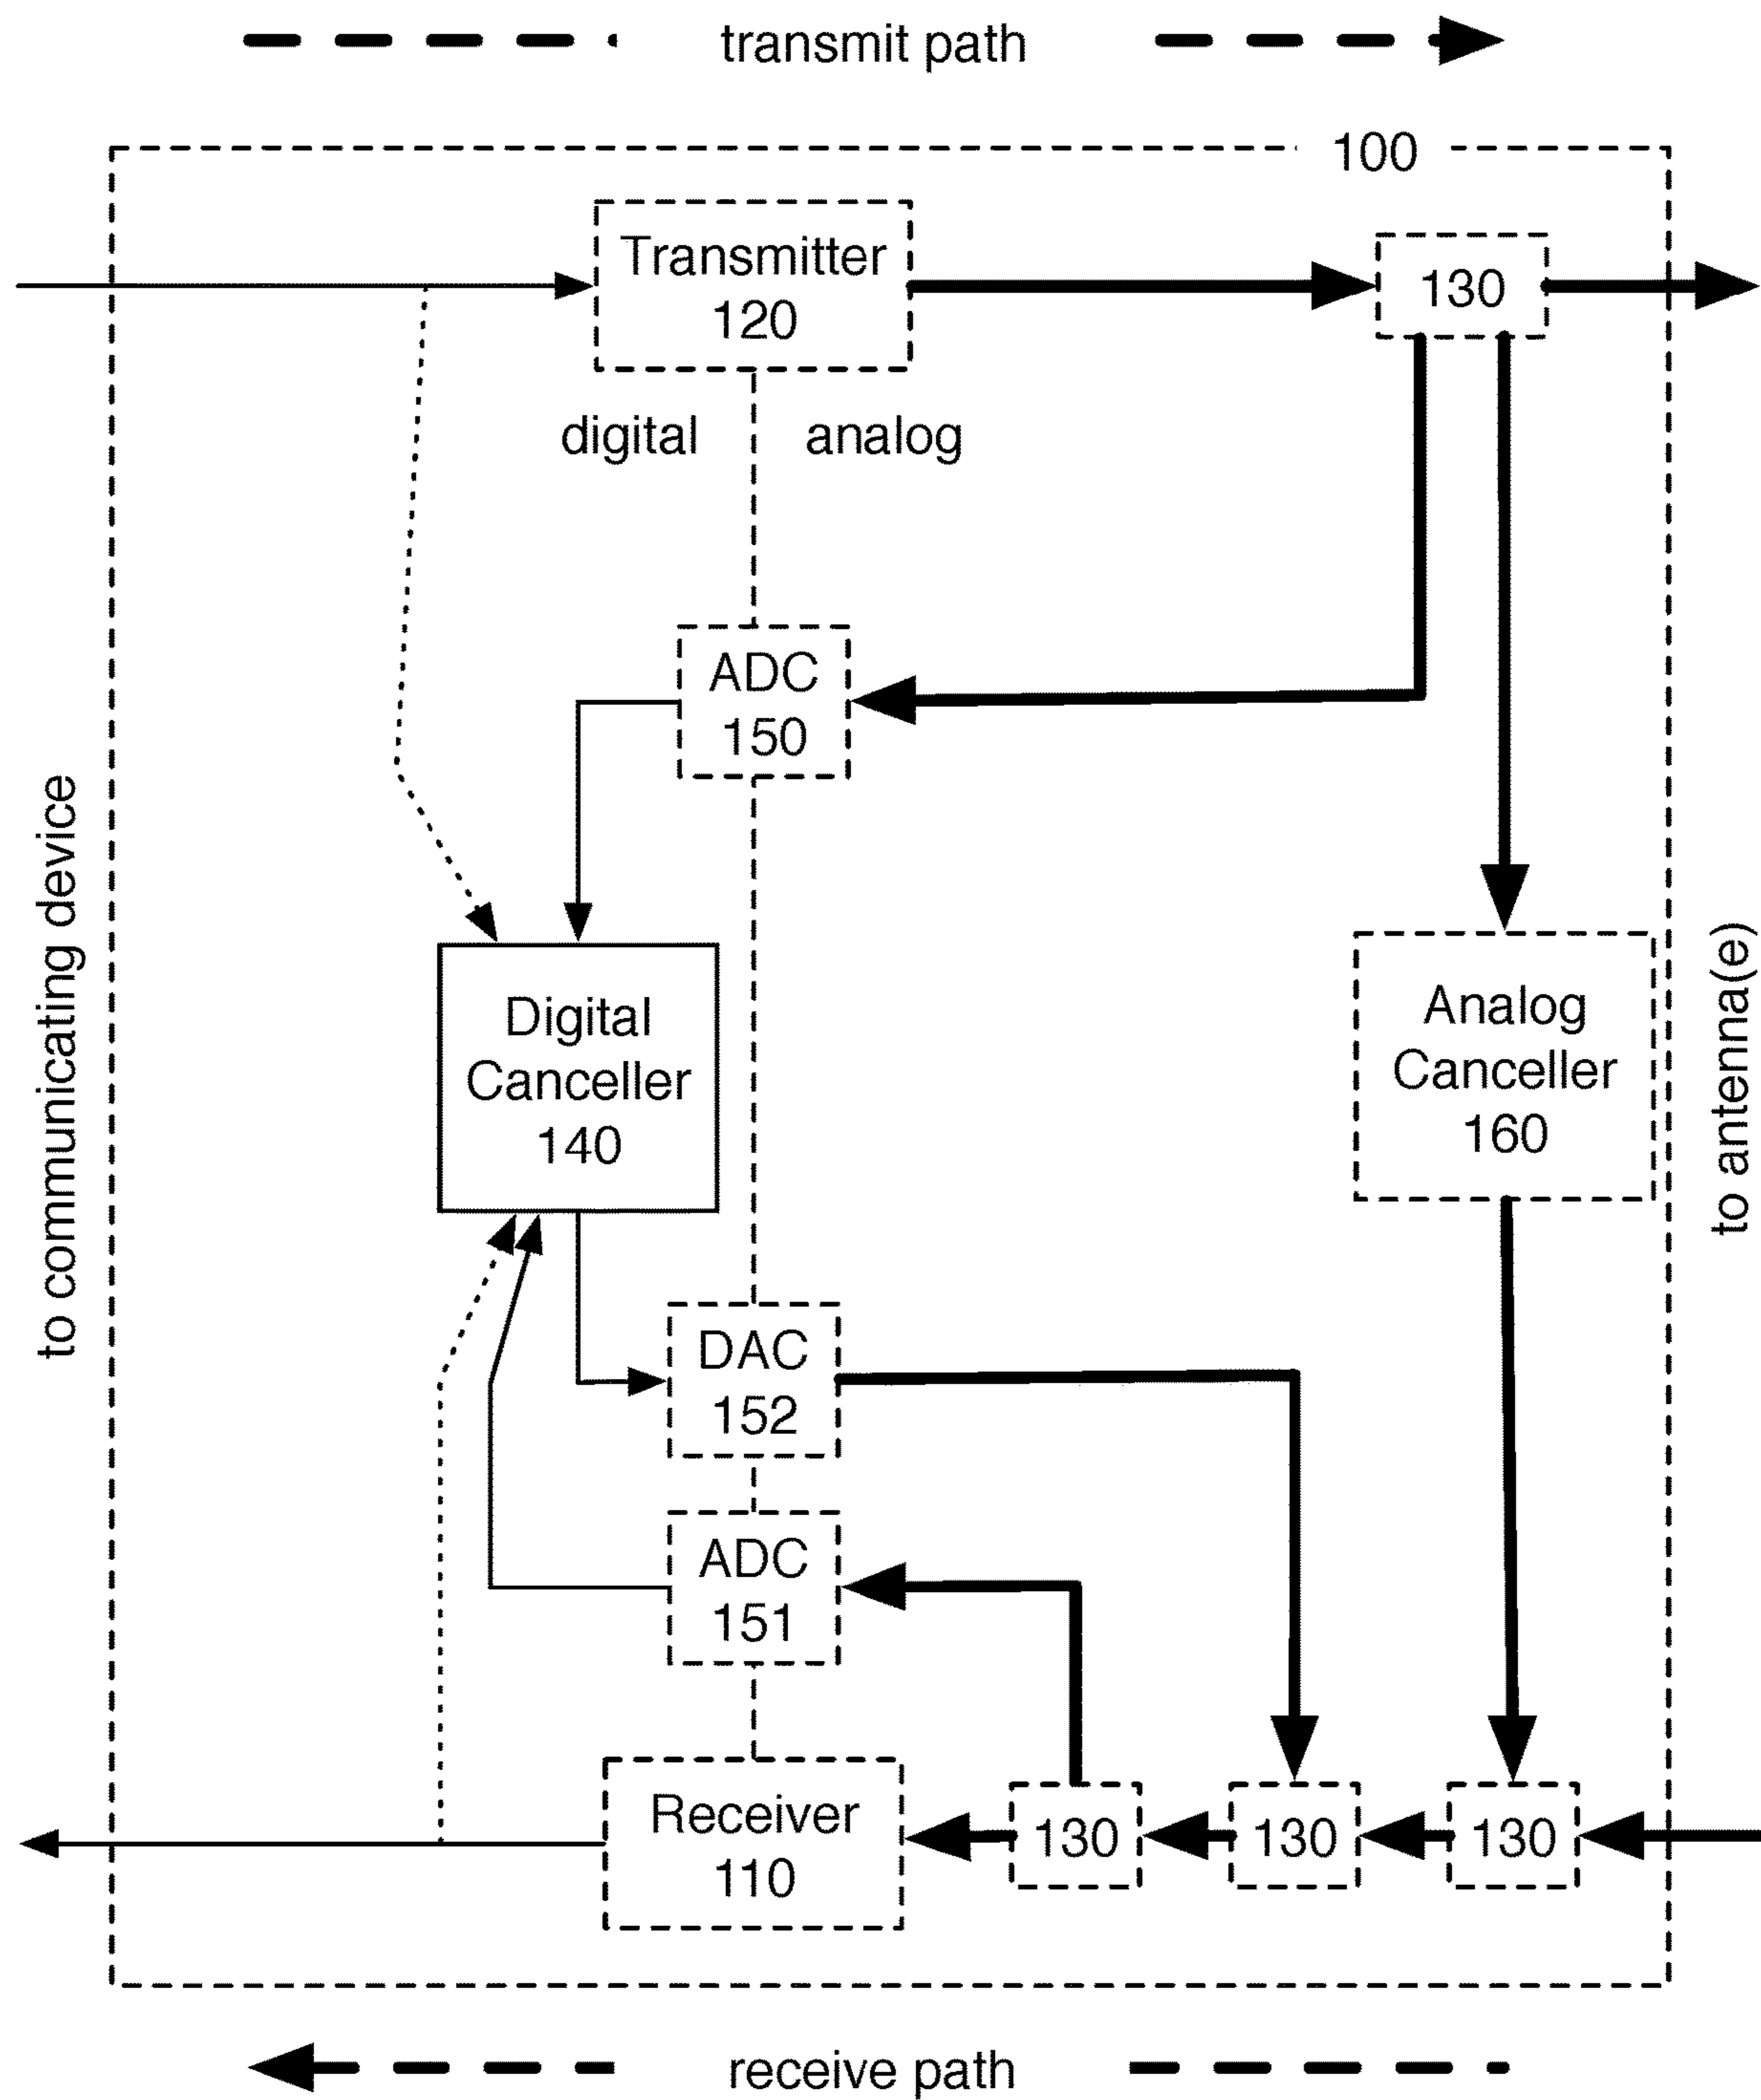 transmit path
100
Transmitter
120
130
digital
analog
ADC
150
to communicating device
Digital
Canceller
140
Analog
Canceller
160
to antenna(e)
DAC
152
ADC
151
Receiver
110
130
130
130
receive path